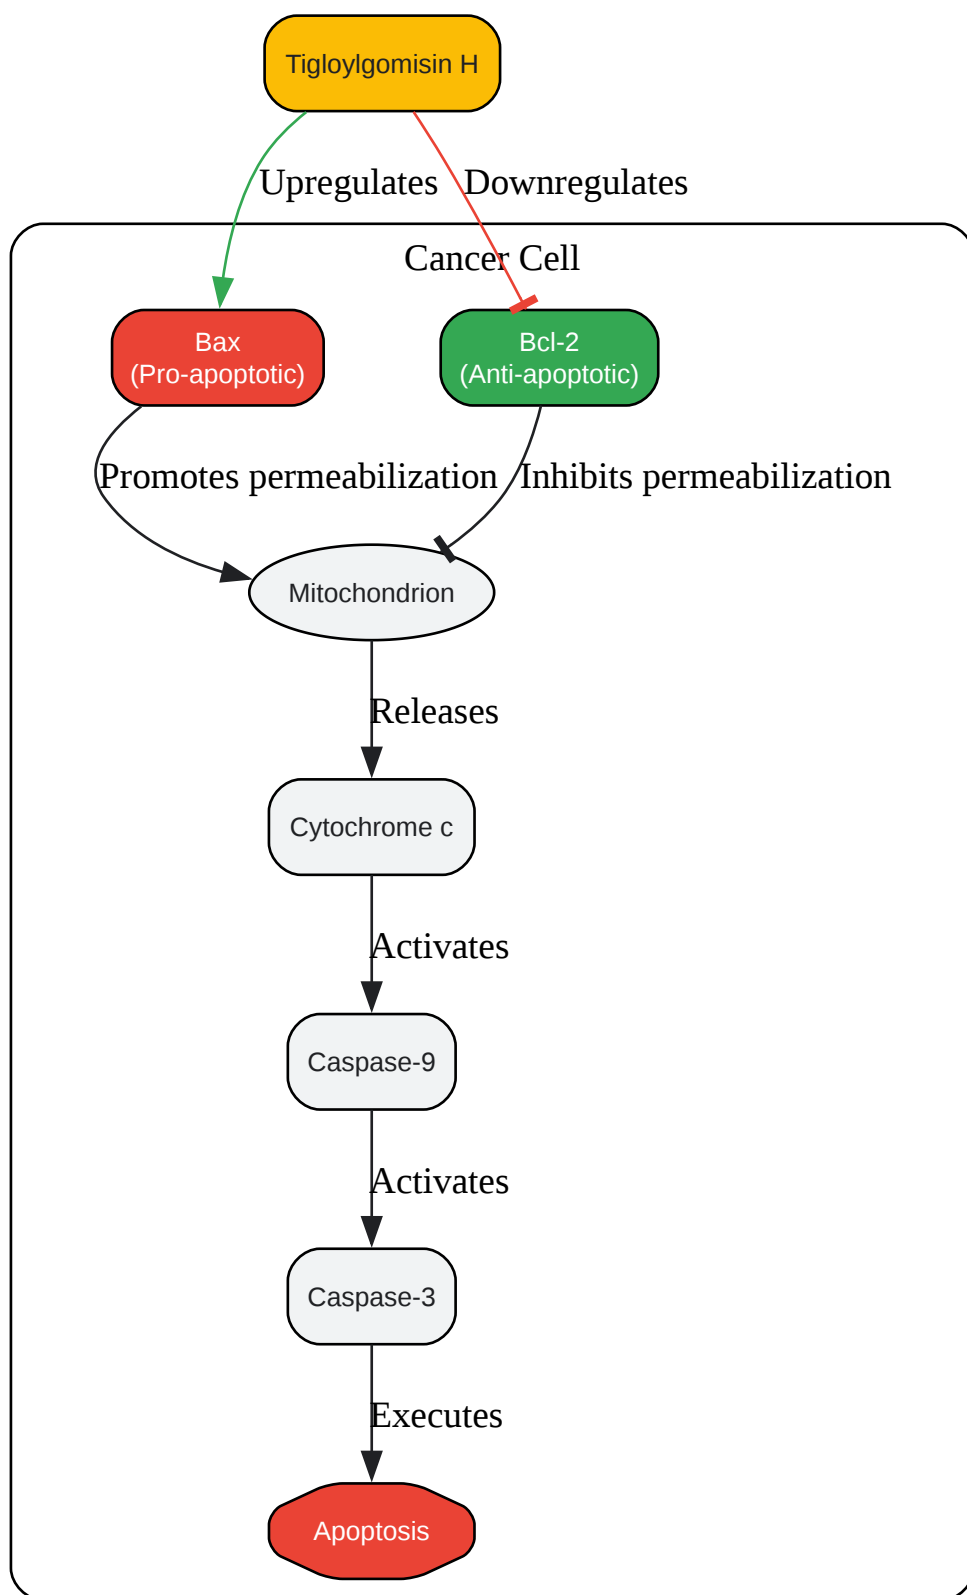 Tigloylgomisin H
Upregulates
Downregulates
Cancer Cell
Bax
(Pro-apoptotic)
Bcl-2
(Anti-apoptotic)
Promotes permeabilization
Inhibits permeabilization
Mitochondrion
Releases
Cytochrome c
Activates
Caspase-9
Activates
Caspase-3
Executes
Apoptosis